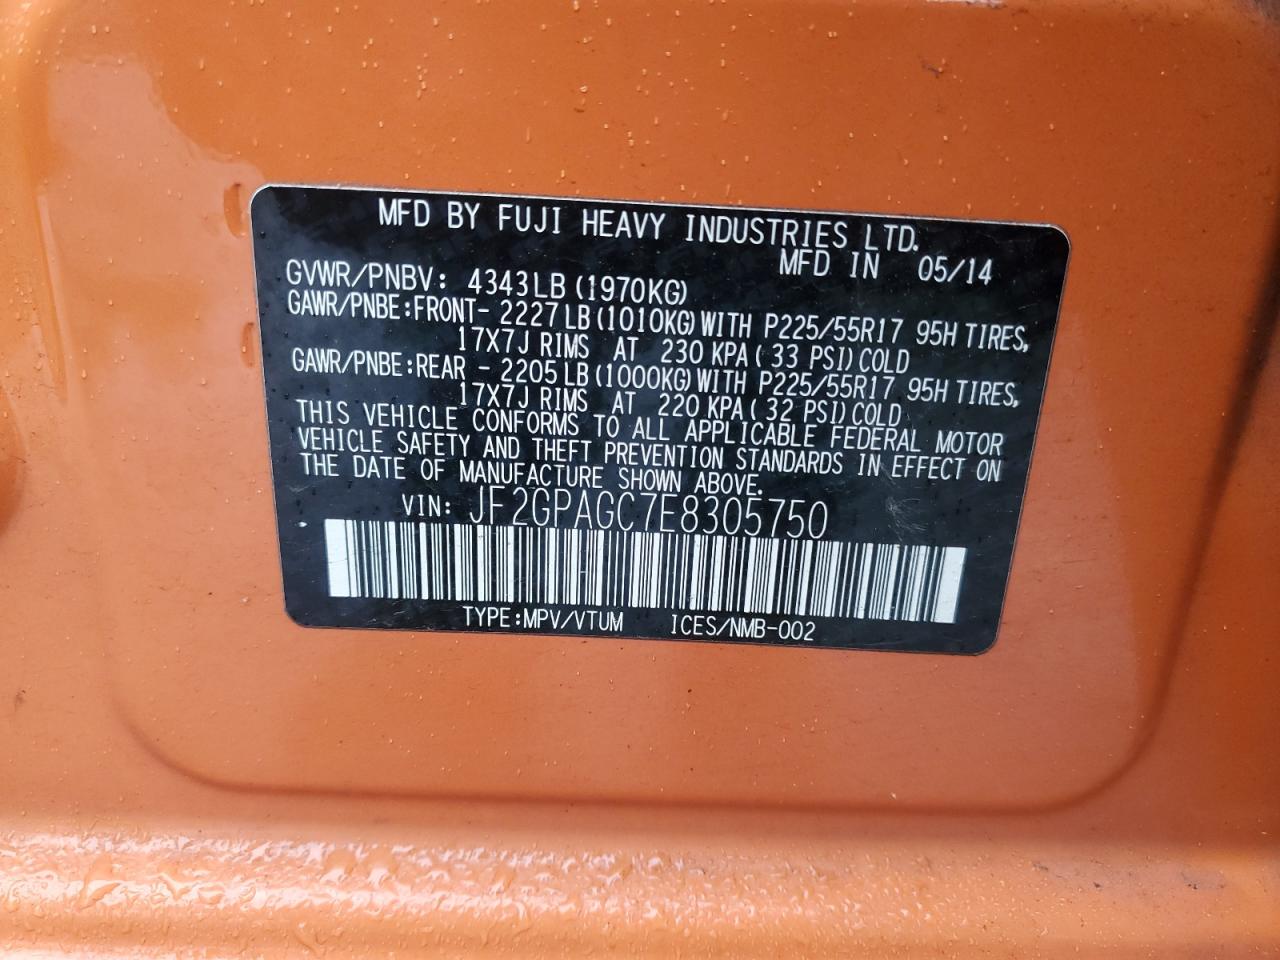 MFD BY FUJI HEAVY INDUSTRIES LTD.
MFD IN 05/14
GVWR/PNBV: 4343LB (1970KG)
GAWR/PNBE:FRONT- 2227LB (1010KG) WITH P225/55R17 95H TIRES,
17X7J RIMS AT 230 KPA ( 33 PSI) COLD
GAWR/PNBE:REAR - 2205LB (1000KG) WITH P225/55R17 95H TIRES,
17X7J RIMS AT 220 KPA ( 32 PSI) COLD
THIS VEHICLE CONFORMS TO ALL APPLICABLE FEDERAL MOTOR
VEHICLE SAFETY AND THEFT PREVENTION STANDARDS IN EFFECT ON
THE DATE OF MANUFACTURE SHOWN ABOVE.
VIN: JF2GPAGC7E8305750
TYPE:MPV/VTUM ICES/NMB-002